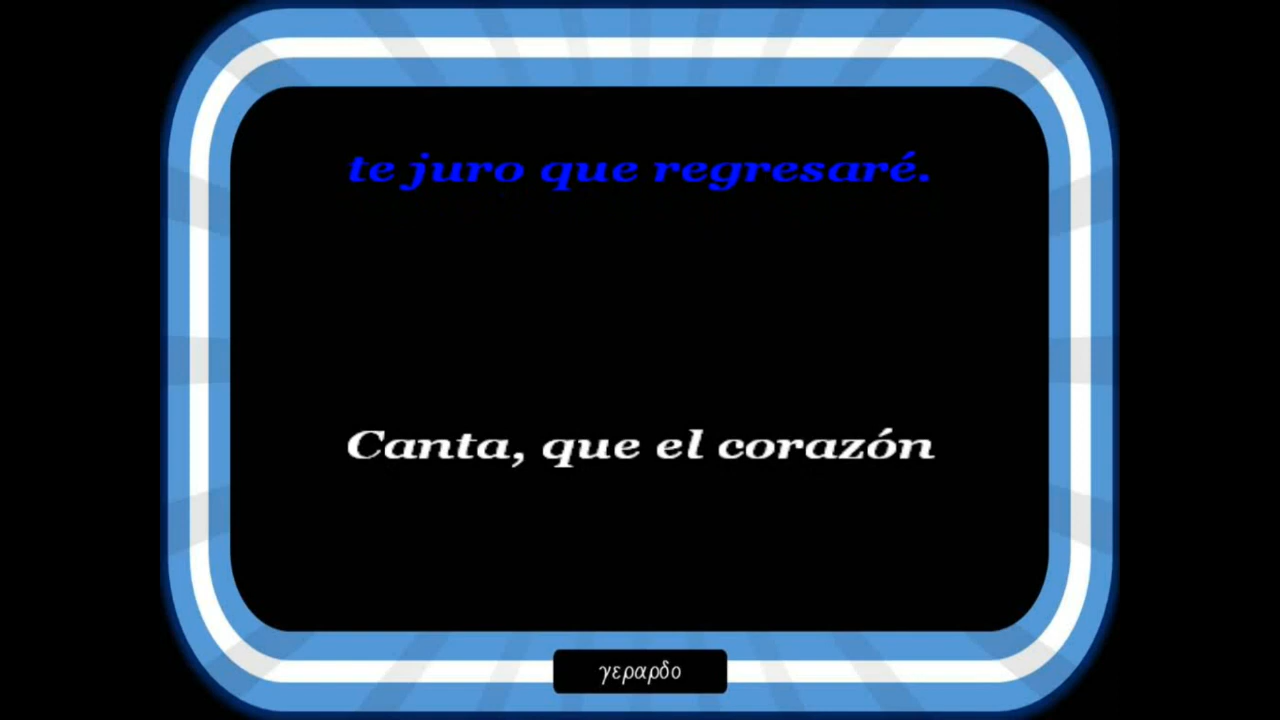 te juro que regresaré.
Canta, que el corazón
γεραρδο